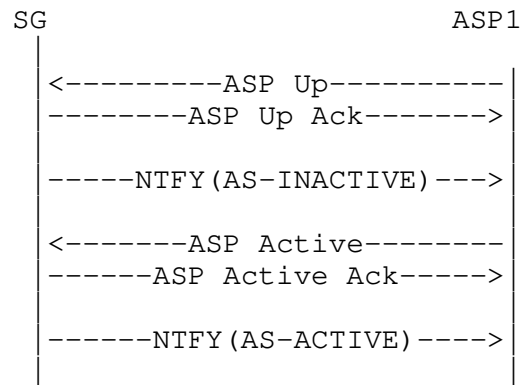 SG ASP1
<---------ASP Up----------
--------ASP Up Ack------->
-----NTFY(AS-INACTIVE)--->
<-------ASP Active--------
------ASP Active Ack----->
------NTFY(AS-ACTIVE)---->